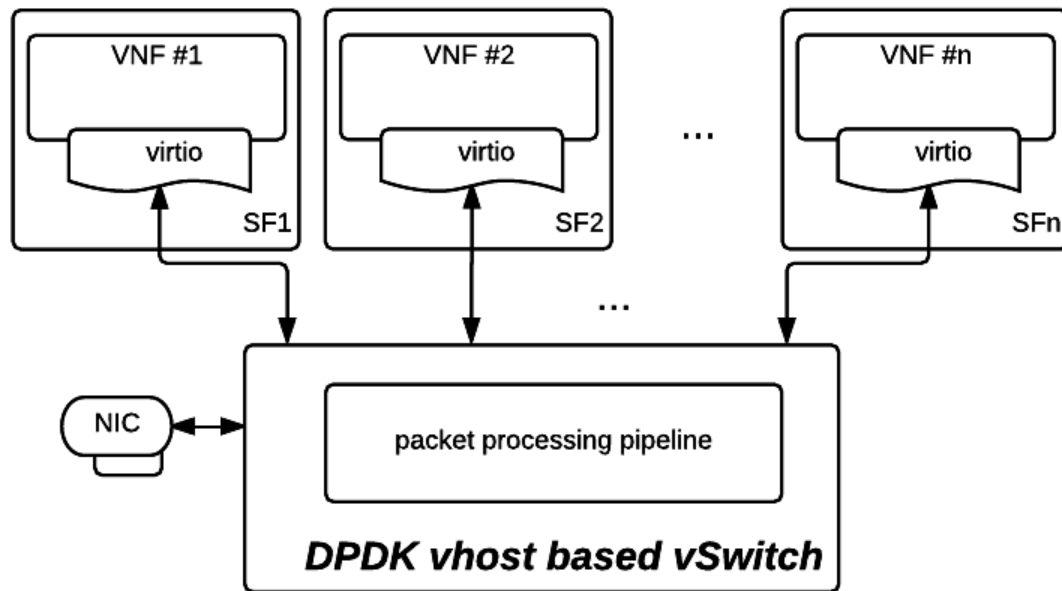 VNF #1
VNF #2
VNF #n
...
virtio
virtio
virtio
SF1
SF2
SFn
...
NIC
packet processing pipeline
DPDK vhost based vSwitch